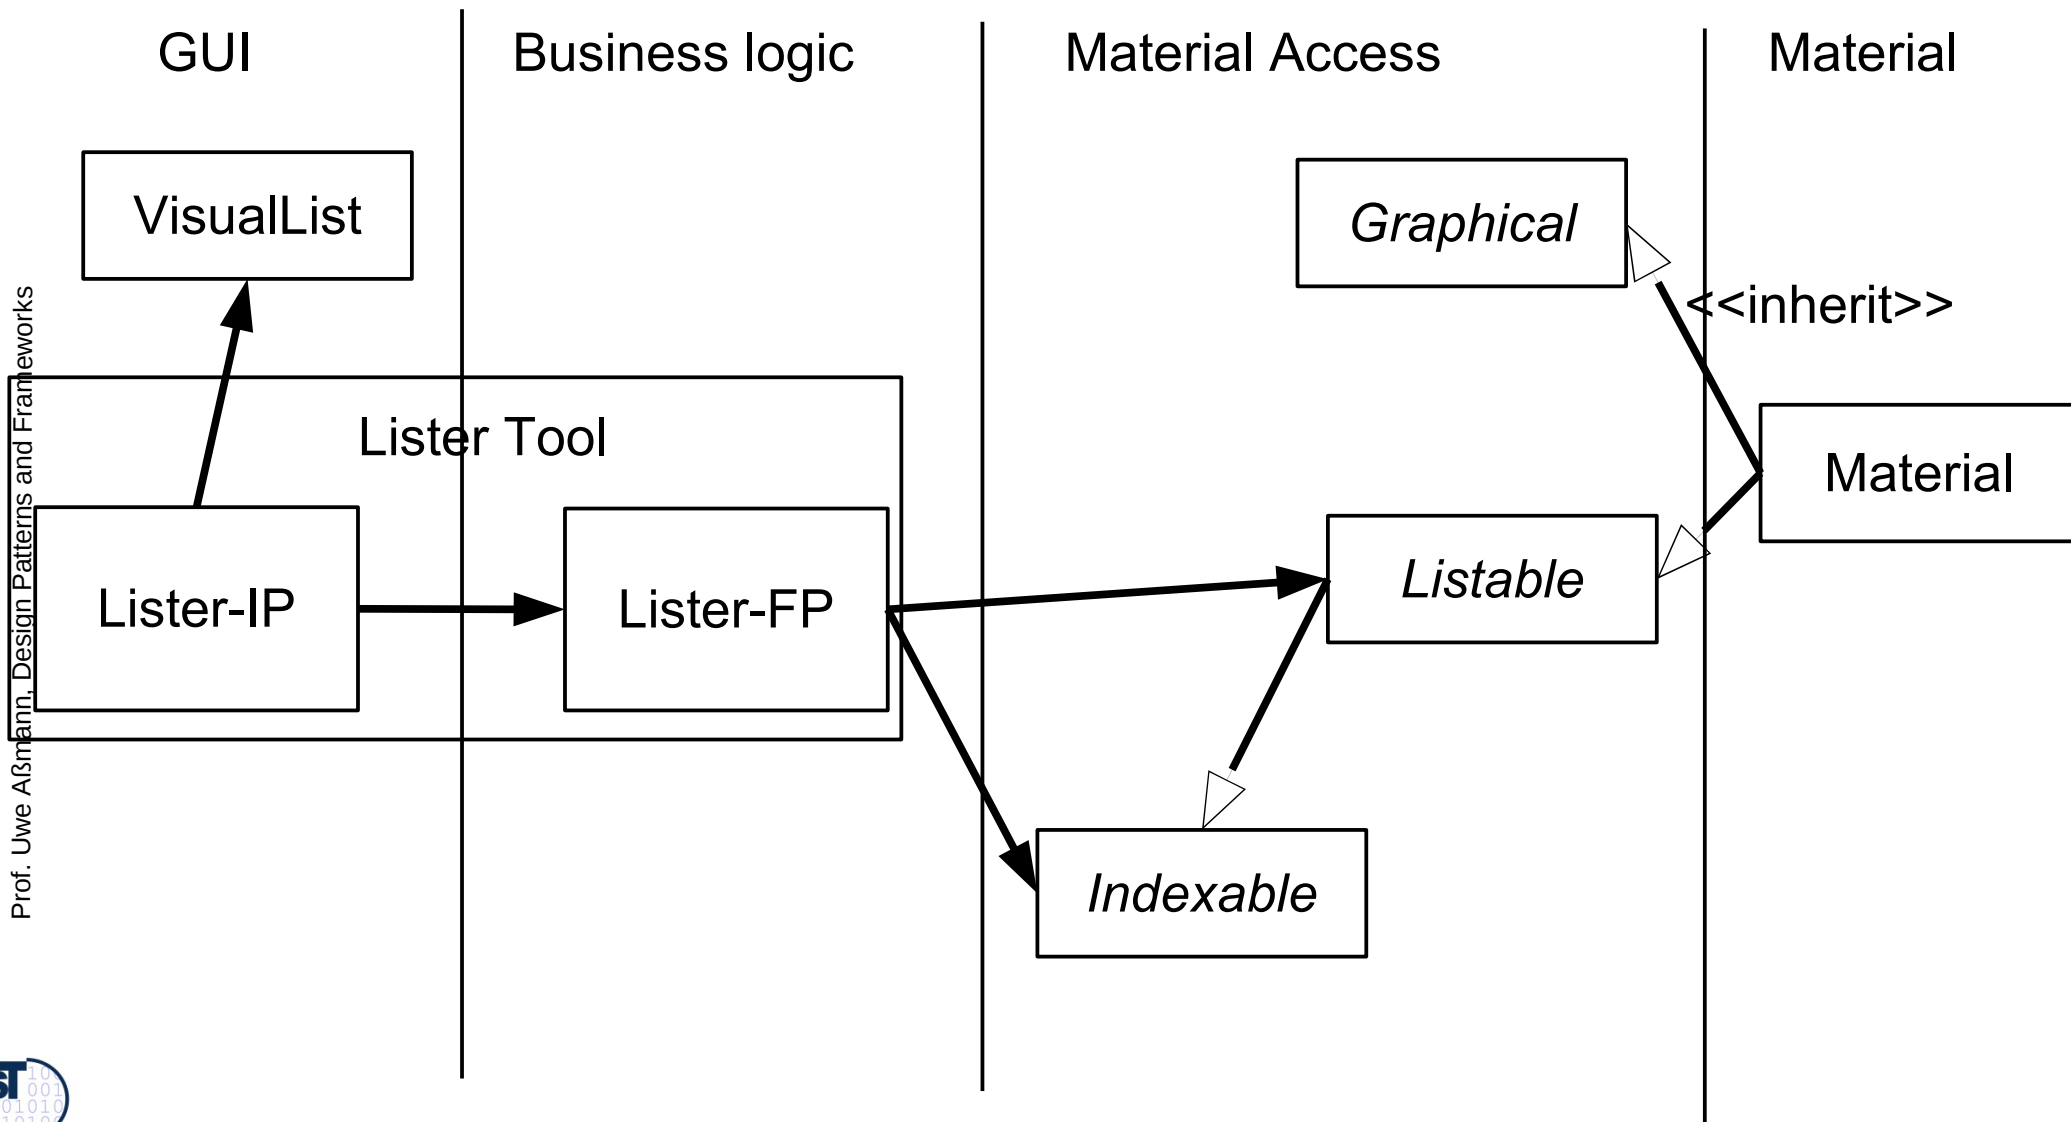 GUI
Business logic
Material Access
Material
VisualList
Graphical
<<inherit>>
Lister Tool
Material
Lister-IP
Lister-FP
Listable
Indexable
Prof. Uwe Aßmann, Design Patterns and Frameworks